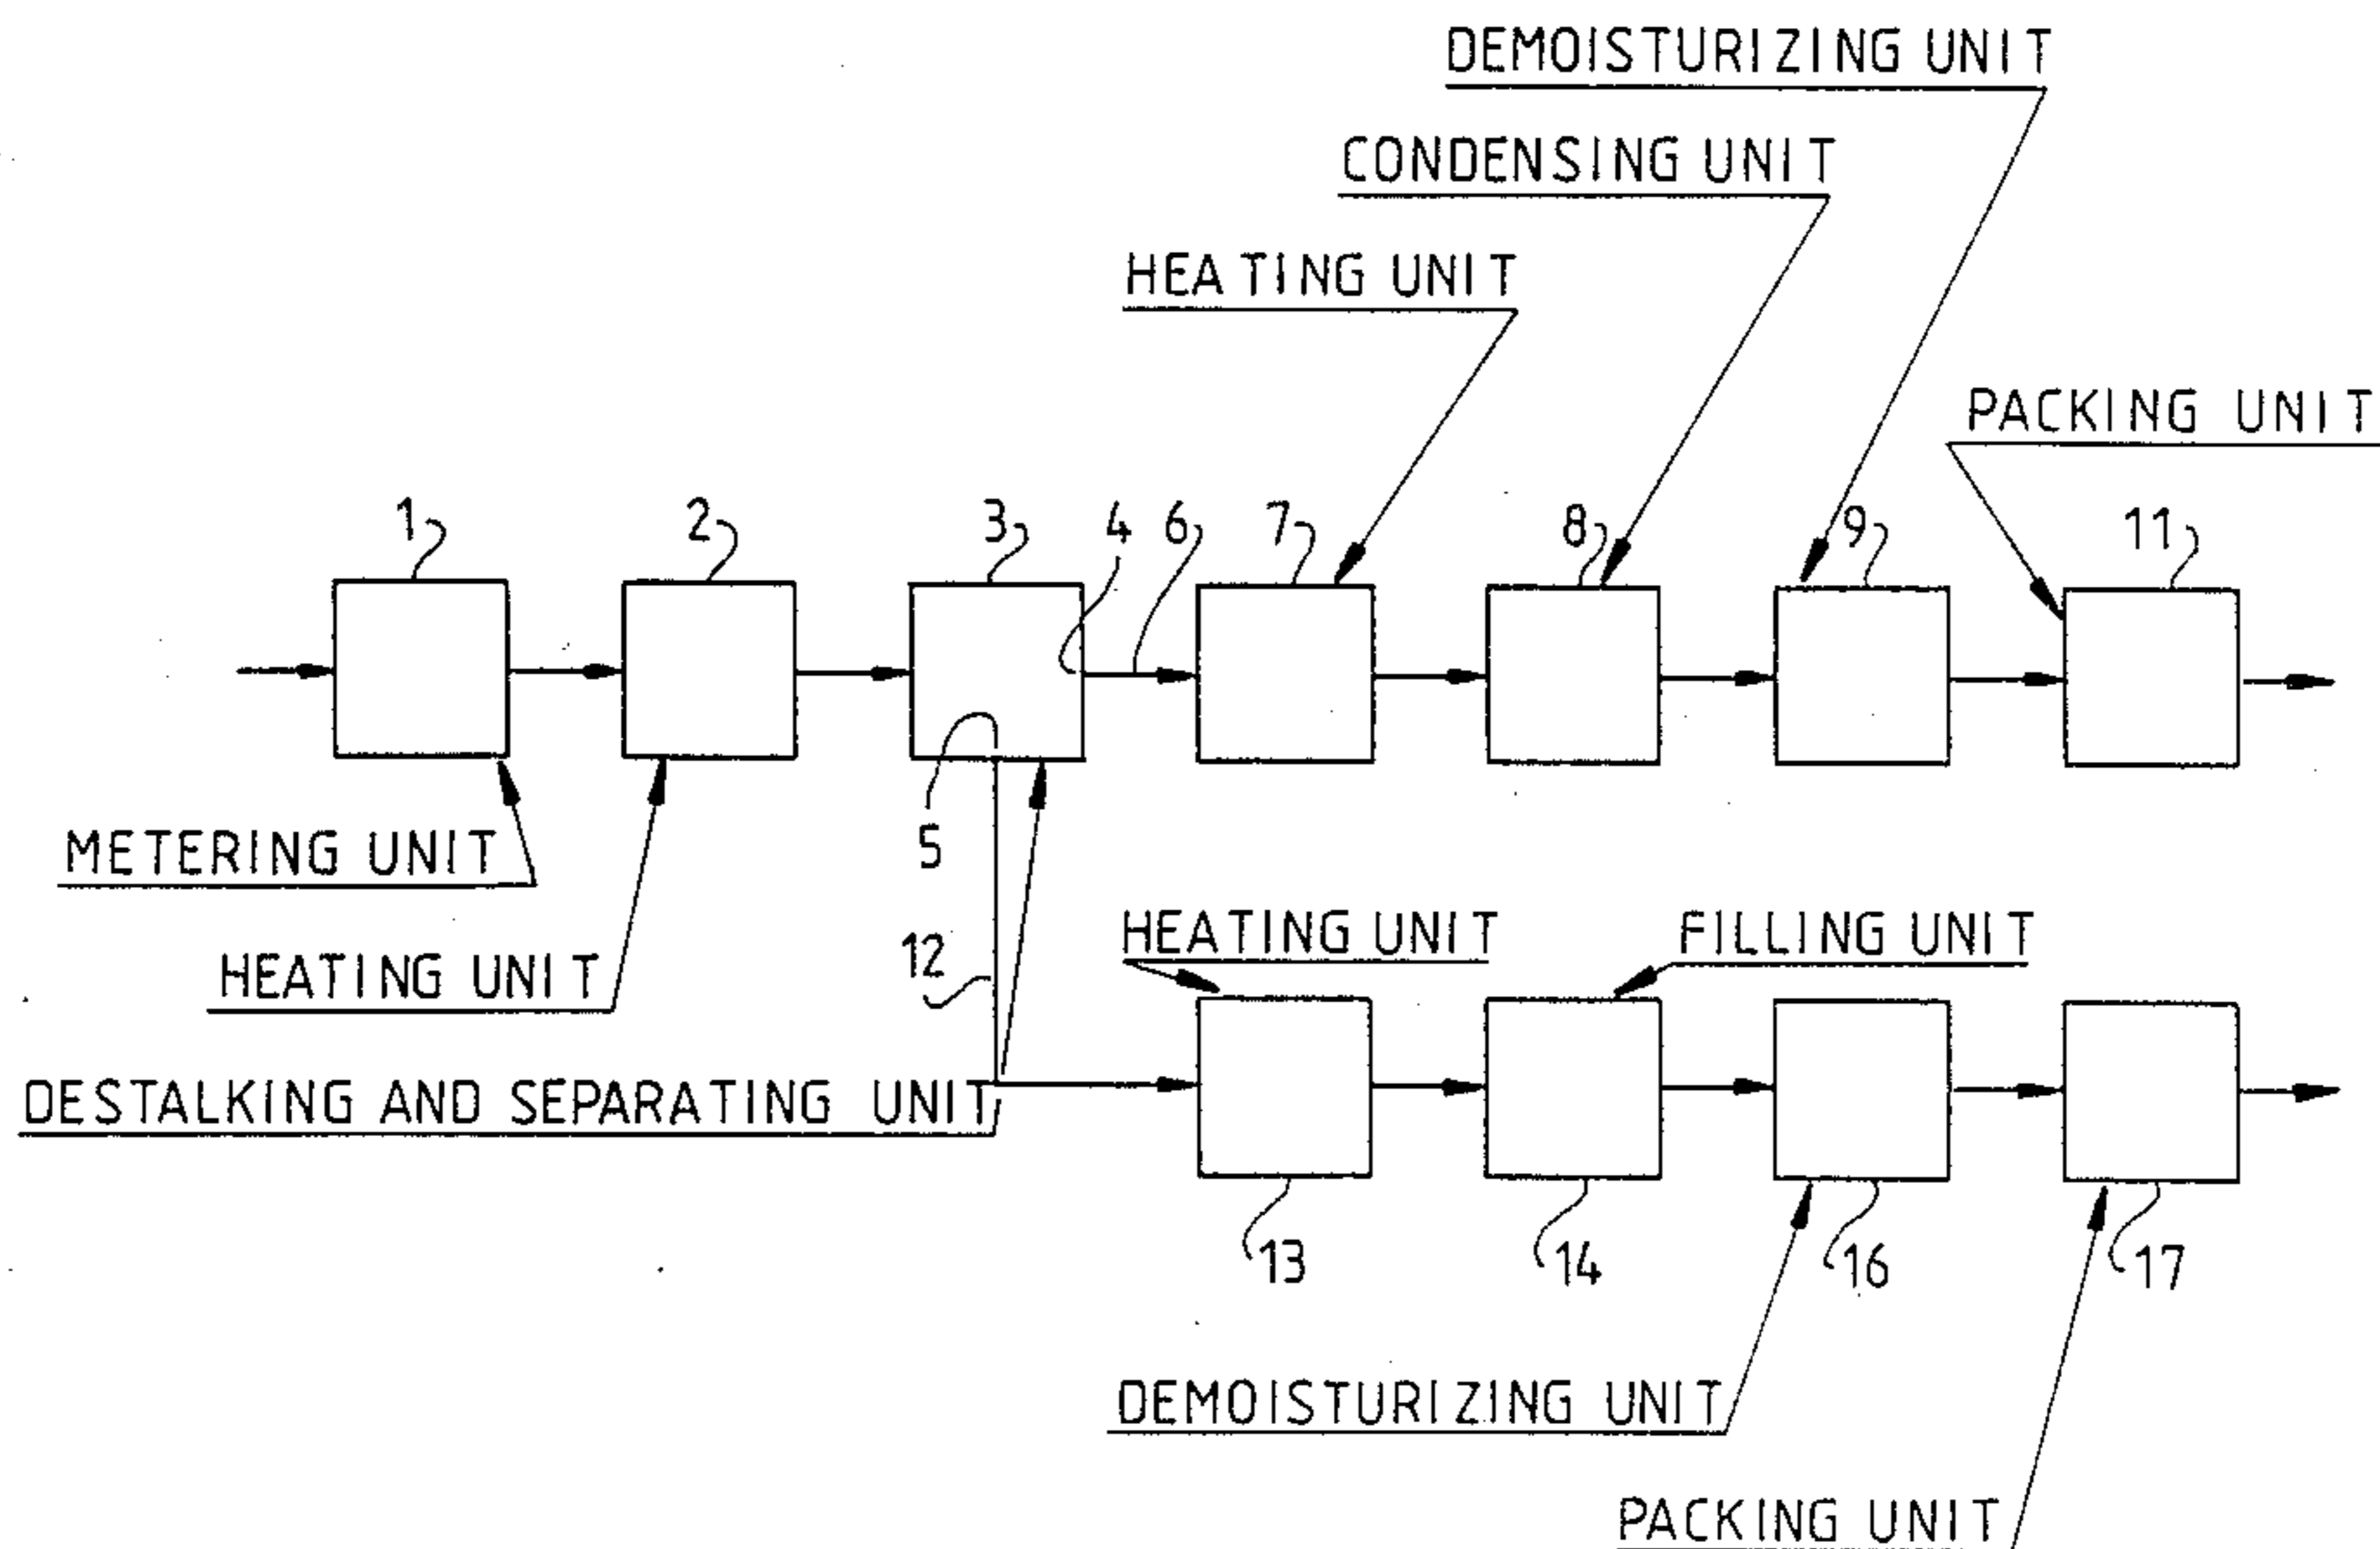 DEMOISTURIZING UNIT
CONDENSING UNIT
HEATING UNIT
PACKING UNIT
1
2
3
4
6
7
8
9
11
5
METERING UNIT
HEATING UNIT
12
HEATING UNIT
FILLING UNIT
DESTALKING AND SEPARATING UNIT
13
14
16
17
DEMOISTURIZING UNIT
PACKING UNIT